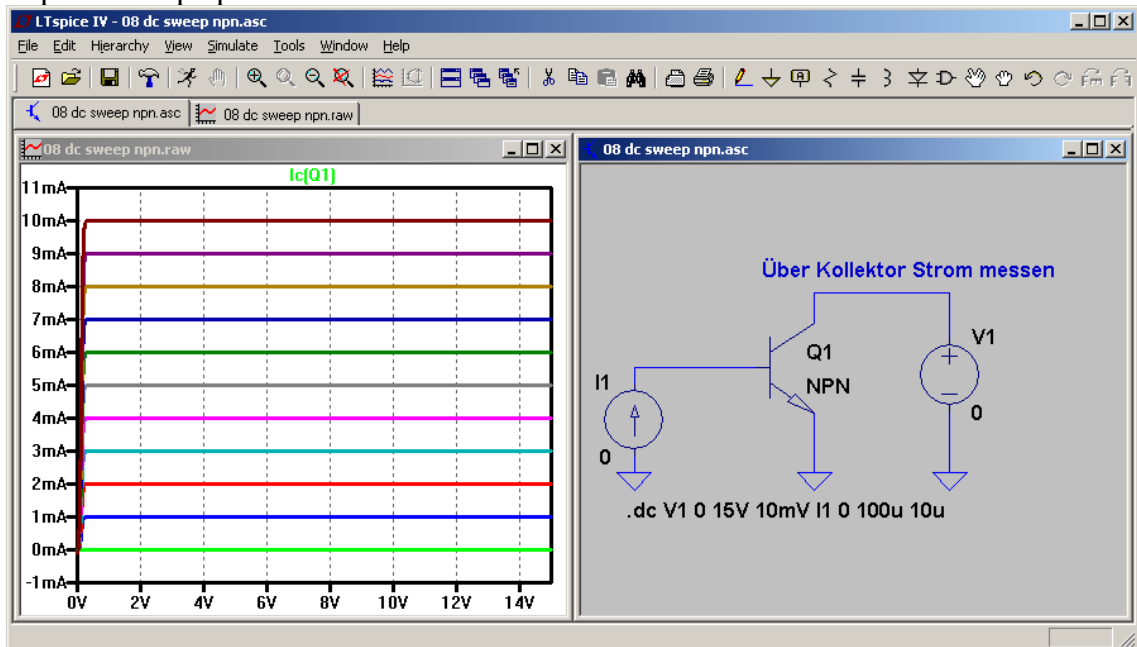 LTspice IV - 08 dc sweep npn.asc
File Edit Hierarchy View Simulate Tools Window Help
08 dc sweep npn.asc
08 dc sweep npn.raw
08 dc sweep npn.raw
Ic(Q1)
11mA
10mA
9mA
8mA
7mA
6mA
5mA
4mA
3mA
2mA
1mA
0mA
-1mA
0V 2V 4V 6V 8V 10V 12V 14V
08 dc sweep npn.asc
Über Kollektor Strom messen
V1
Q1
I1
NPN
0
0
.dc V1 0 15V 10mV I1 0 100u 10u